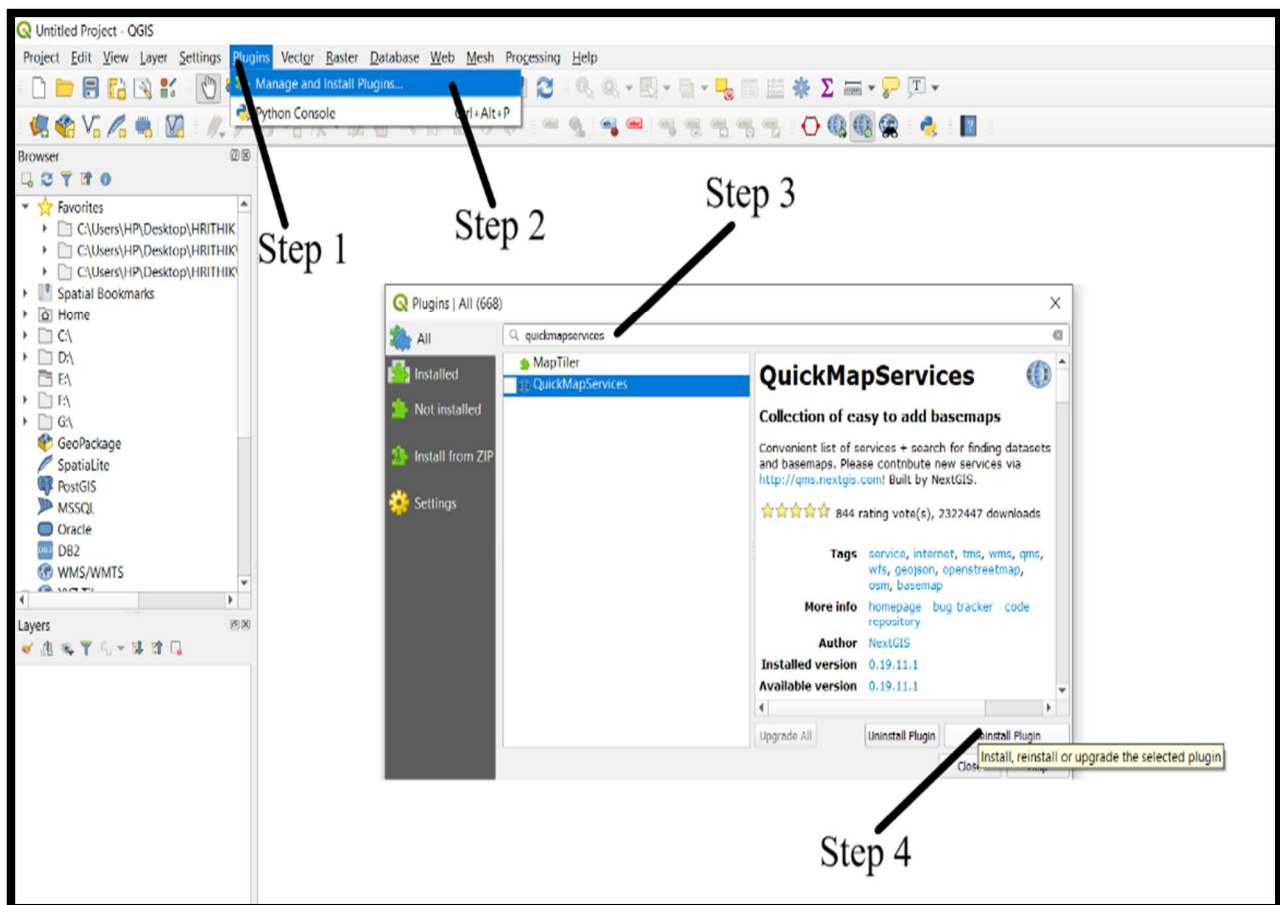 Untitled Project - QGIS
Project Edit View Layer Settings Plugins Vector Raster Database Web Mesh Processing Help
Manage and Install Plugins...
Python Console Ctrl+Alt+P
Browser
Favorites
C:\Users\HP\Desktop\HRITHIK
C:\Users\HP\Desktop\HRITHIK\
C:\Users\HP\Desktop\HRITHIK\
Spatial Bookmarks
Home
C:\
D:\
E:\
F:\
G:\
GeoPackage
SpatiaLite
PostGIS
MSSQL
Oracle
DB2
WMS/WMTS
Layers
Step 1
Step 2
Step 3
Plugins | All (668)
All
Installed
Not installed
Install from ZIP
Settings
quickmapservices
MapTiler
QuickMapServices
QuickMapServices
Collection of easy to add basemaps
Convenient list of services + search for finding datasets
and basemaps. Please contribute new services via
http://qms.nextgis.com! Built by NextGIS.
844 rating vote(s), 2322447 downloads
Tags service, internet, tms, wms, qms,
wfs, geojson, openstreetmap,
osm, basemap
More info homepage bug tracker code
repository
Author NextGIS
Installed version 0.19.11.1
Available version 0.19.11.1
Upgrade All Uninstall Plugin Reinstall Plugin
Install, reinstall or upgrade the selected plugin
Close Help
Step 4